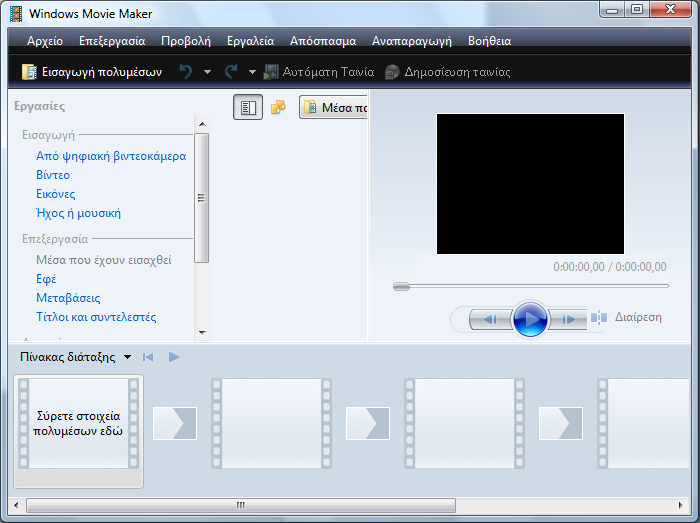 Windows Movie Maker
Αρχείο Επεξεργασία Προβολή Εργαλεία Απόσπασμα Αναπαραγωγή Βοήθεια
Εισαγωγή πολυμέσων Αυτόματη Ταινία Δημοσίευση ταινίας
Εργασίες
Εισαγωγή
Από ψηφιακή βιντεοκάμερα
Βίντεο
Εικόνες
Ήχος ή μουσική
Επεξεργασία
Μέσα που έχουν εισαχθεί
Εφέ
Μεταβάσεις
Τίτλοι και συντελεστές
Μέσα
0:00:00,00 / 0:00:00,00
Διαίρεση
Πίνακας διάταξης
Σύρετε στοιχεία
πολυμέσων εδώ